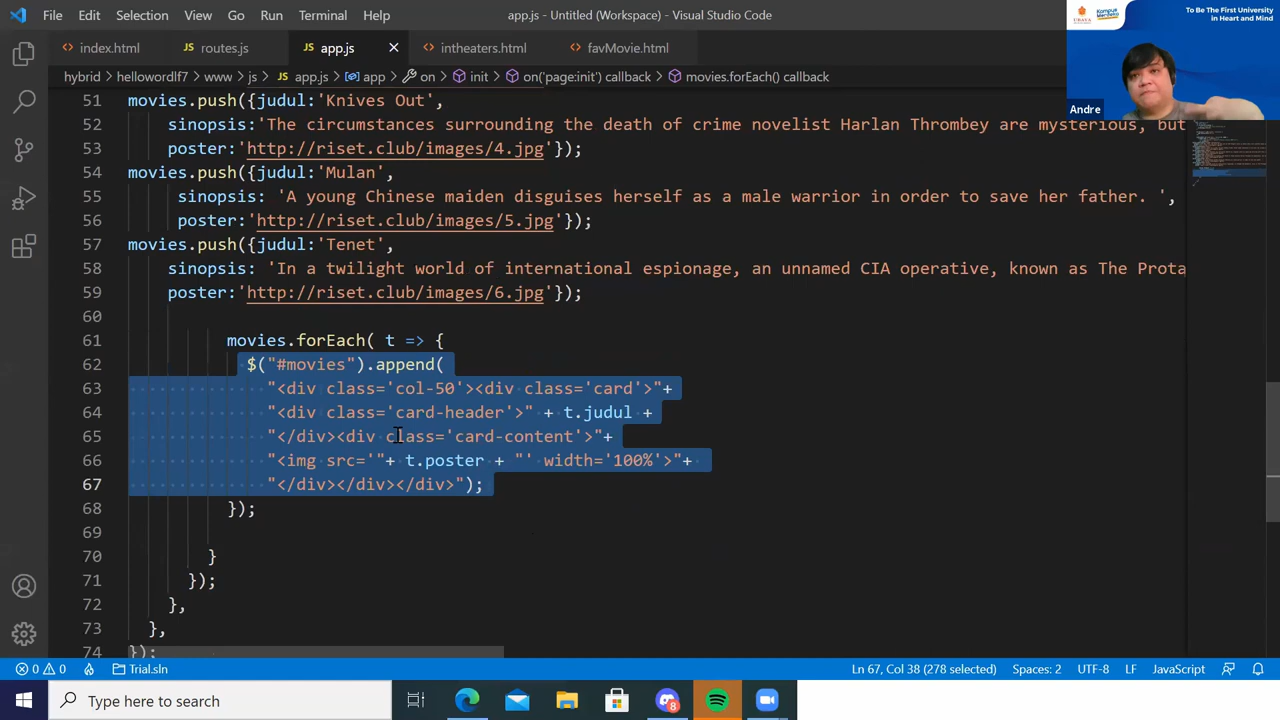 File Edit Selection View Go Run Terminal Help app.js - Untitled (Workspace) - Visual Studio Code
UBAYA Kampus Merdeka To Be The First University in Heart and Mind
index.html routes.js app.js intheaters.html favMovie.html
hybrid > hellowordlf7 > www > js > app.js > app > on > init > on('page:init') callback > movies.forEach() callback
Andre
51 movies.push({judul:'Knives Out',
52 sinopsis:'The circumstances surrounding the death of crime novelist Harlan Thrombey are mysterious, but
53 poster:'http://riset.club/images/4.jpg'});
54 movies.push({judul:'Mulan',
55 sinopsis: 'A young Chinese maiden disguises herself as a male warrior in order to save her father. ',
56 poster:'http://riset.club/images/5.jpg'});
57 movies.push({judul:'Tenet',
58 sinopsis: 'In a twilight world of international espionage, an unnamed CIA operative, known as The Prota
59 poster:'http://riset.club/images/6.jpg'});
60
61 movies.forEach( t => {
62 $("#movies").append(
63 "<div class='col-50'><div class='card'>"+
64 "<div class='card-header'>" + t.judul +
65 "</div><div class='card-content'>"+
66 "<img src='"+ t.poster + "' width='100%'>"+
67 "</div></div></div>");
68 });
69
70 }
71 });
72 },
73 },
74 });
0 0 Trial.sln Ln 67, Col 38 (278 selected) Spaces: 2 UTF-8 LF JavaScript
Type here to search 8